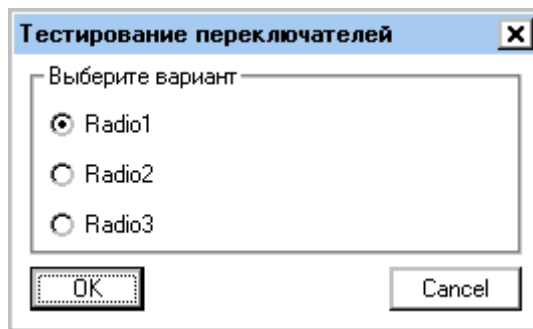 Тестирование переключателей
Выберите вариант
Radio1
Radio2
Radio3
OK
Cancel